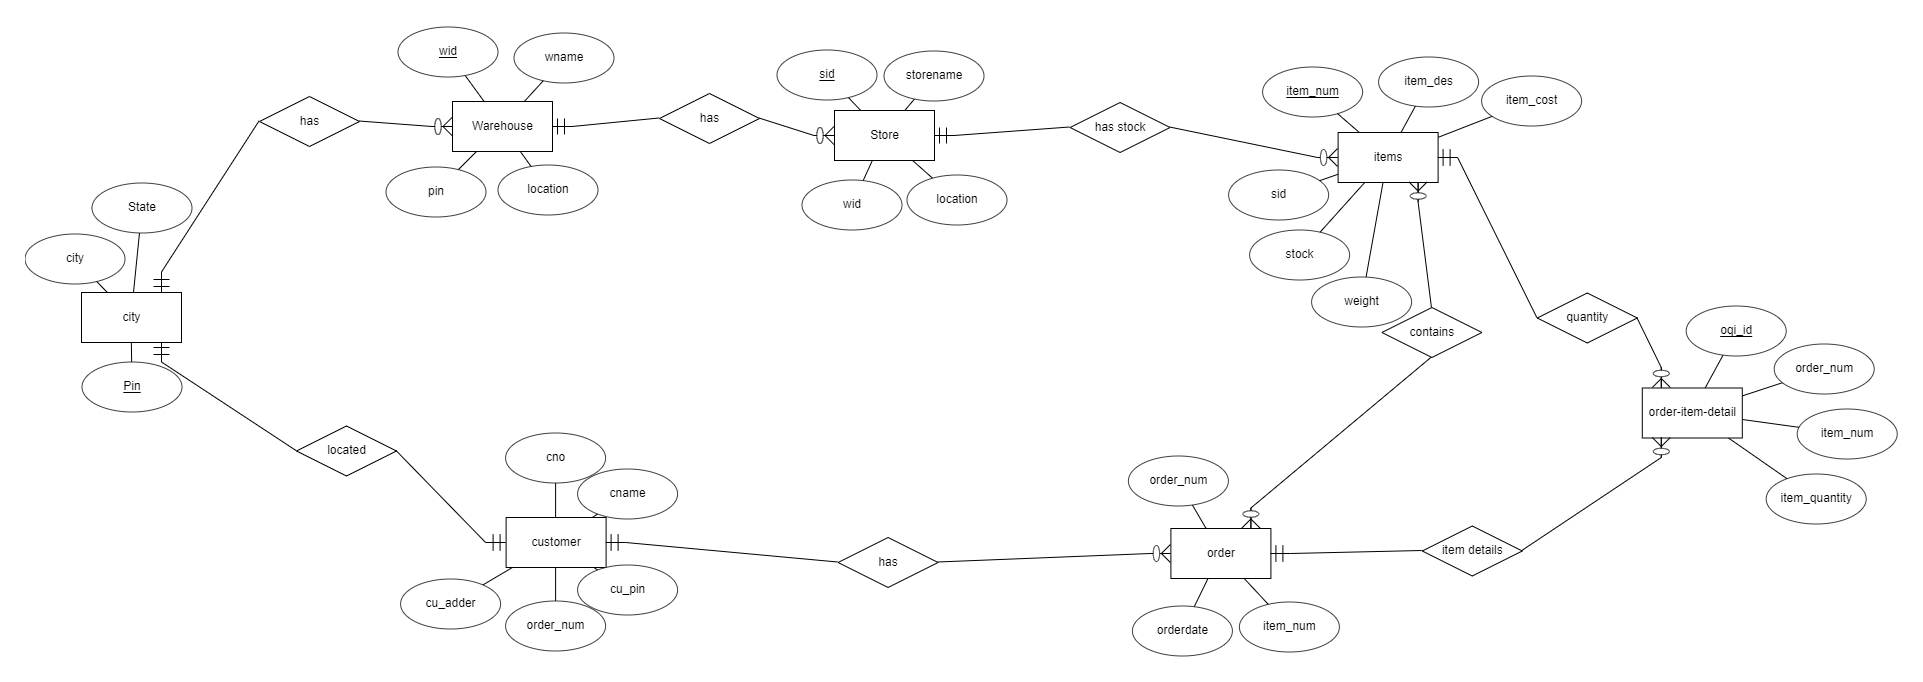 wid
wname
sid
storename
item_num
item_des
item_cost
has
Warehouse
has
Store
has stock
items
pin
location
wid
location
sid
stock
weight
State
city
city
Pin
quantity
contains
oqi_id
order_num
order-item-detail
item_num
item_quantity
located
cno
cname
customer
cu_adder
cu_pin
order_num
has
order_num
order
item details
orderdate
item_num